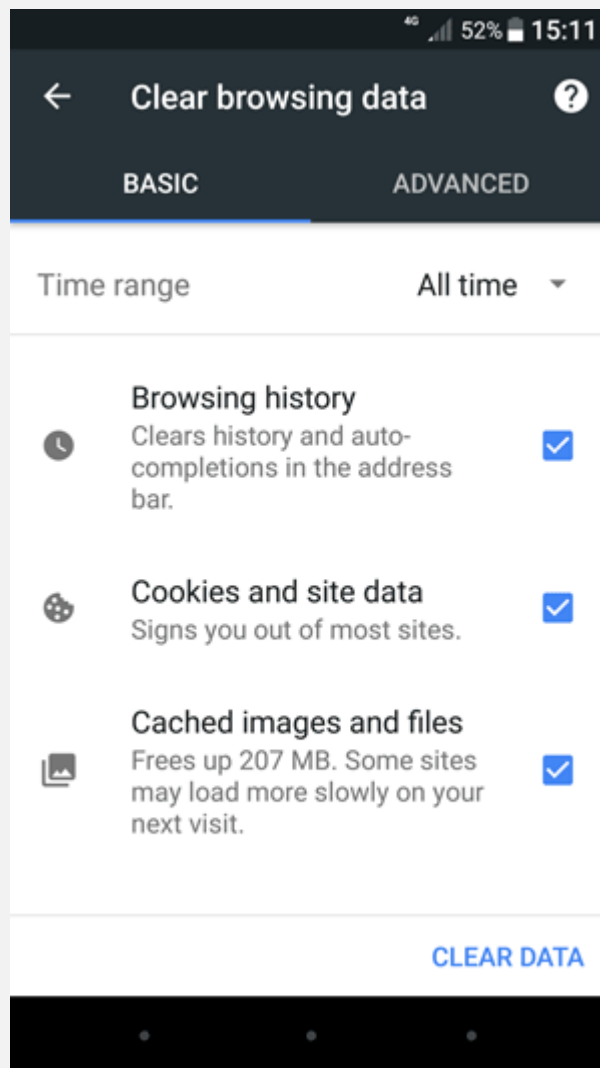 4G 52% 15:11
Clear browsing data ?
BASIC ADVANCED
Time range All time
Browsing history
Clears history and auto-
completions in the address
bar.
Cookies and site data
Signs you out of most sites.
Cached images and files
Frees up 207 MB. Some sites
may load more slowly on your
next visit.
CLEAR DATA